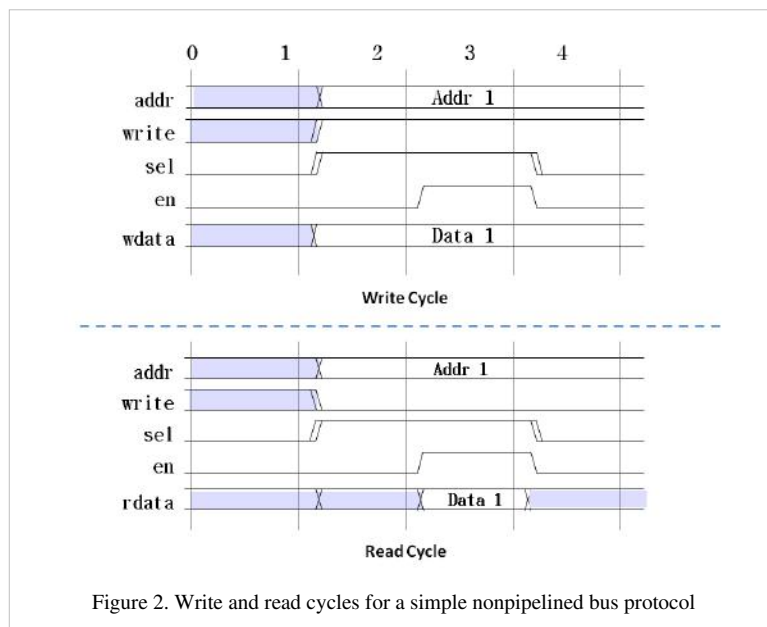 0 1 2 3 4
addr Addr 1
write
sel
en
wdata Data 1
Write Cycle
addr Addr 1
write
sel
en
rdata Data 1
Read Cycle
Figure 2. Write and read cycles for a simple nonpipelined bus protocol